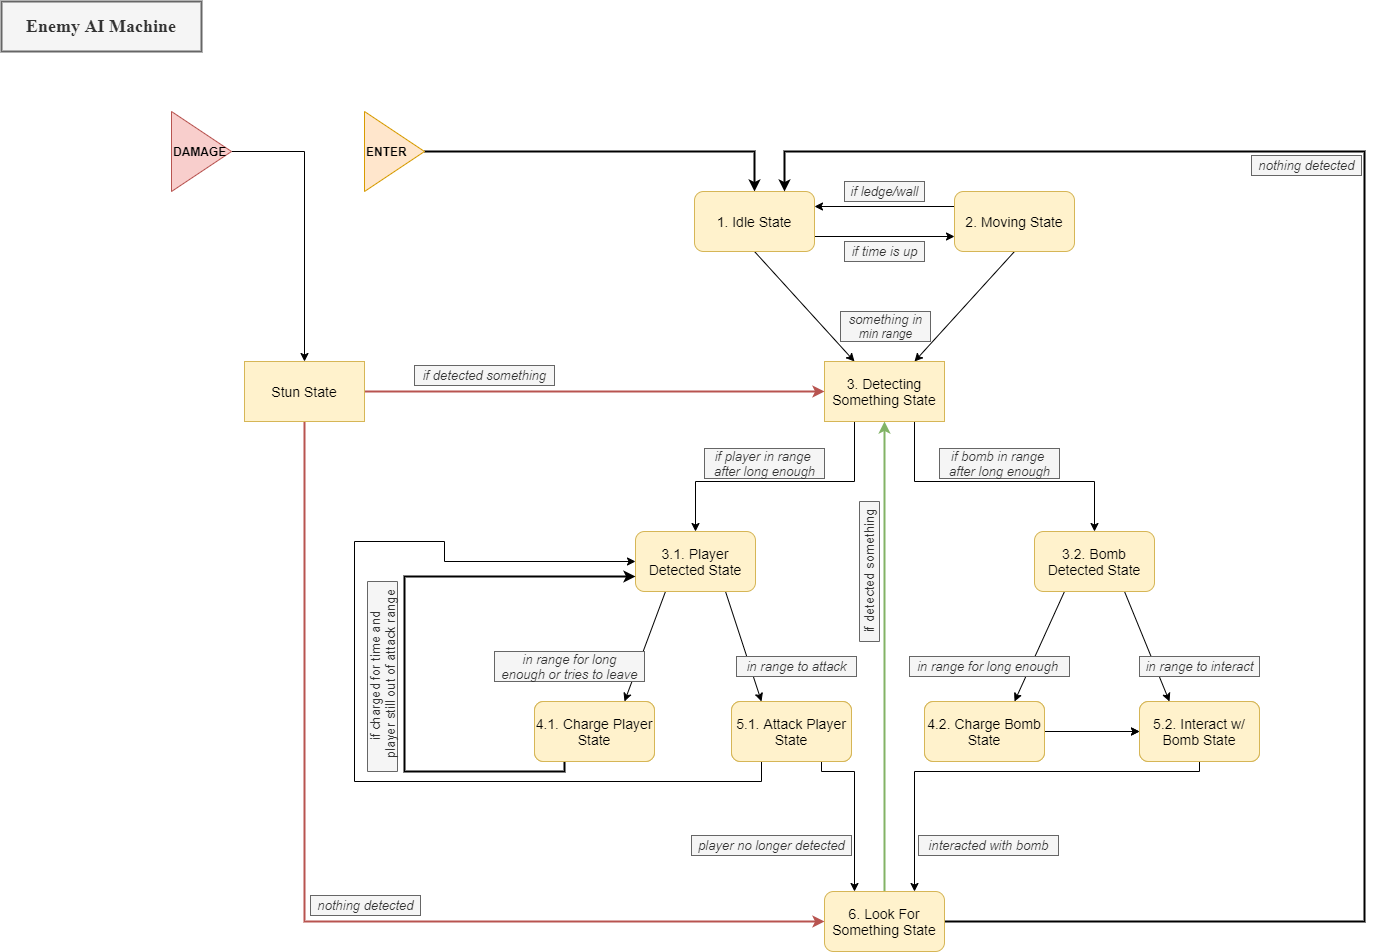 Enemy AI Machine
DAMAGE
ENTER
nothing detected
if ledge/wall
1. Idle State
2. Moving State
if time is up
something in
min range
if detected something
Stun State
3. Detecting
Something State
if player in range
after long enough
if bomb in range
after long enough
if detected something
3.1. Player
Detected State
3.2. Bomb
Detected State
if charged for time and
player still out of attack range
in range for long
enough or tries to leave
in range to attack
in range for long enough
in range to interact
4.1. Charge Player
State
5.1. Attack Player
State
4.2. Charge Bomb
State
5.2. Interact w/
Bomb State
player no longer detected
interacted with bomb
nothing detected
6. Look For
Something State